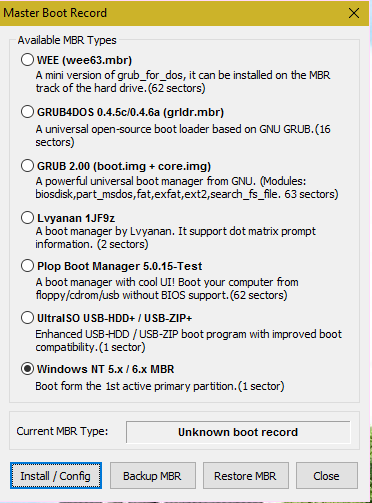 Master Boot Record
Available MBR Types
WEE (wee63.mbr)
A mini version of grub_for_dos, it can be installed on the MBR
track of the hard drive.(62 sectors)
GRUB4DOS 0.4.5c/0.4.6a (grldr.mbr)
A universal open-source boot loader based on GNU GRUB.(16
sectors)
GRUB 2.00 (boot.img + core.img)
A powerful universal boot manager from GNU. (Modules:
biosdisk,part_msdos,fat,exfat,ext2,search_fs_file. 63 sectors)
Lvyanan 1JF9z
A boot manager by Lvyanan. It support dot matrix prompt
information. (2 sectors)
Plop Boot Manager 5.0.15-Test
A boot manager with cool UI! Boot your computer from
floppy/cdrom/usb without BIOS support.(62 sectors)
UltraISO USB-HDD+ / USB-ZIP+
Enhanced USB-HDD / USB-ZIP boot program with improved boot
compatibility.(1 sector)
Windows NT 5.x / 6.x MBR
Boot form the 1st active primary partition.(1 sector)
Current MBR Type: Unknown boot record
Install / Config Backup MBR Restore MBR Close